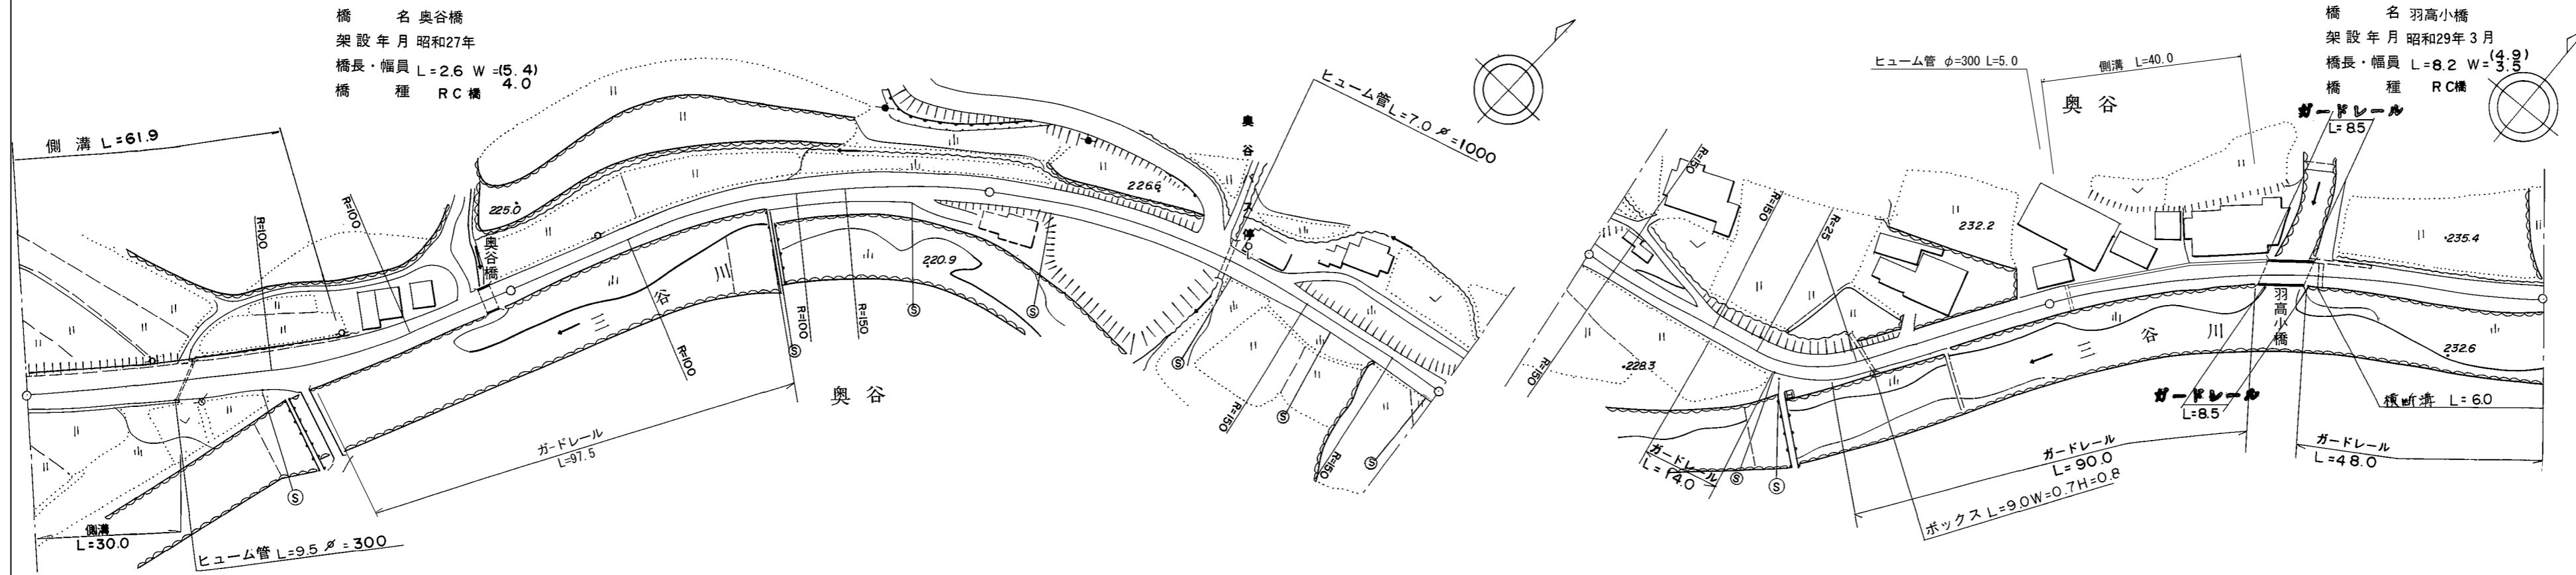 橋 名 奥谷橋
架設年月 昭和27年
橋長・幅員 L=2.6 W=(5.4) 4.0
橋 種 RC橋
側溝 L=61.9
R=100
R=100
225.0
奥谷橋
R=100
三谷川
ガードレール
L=97.5
側溝
L=30.0
ヒューム管 L=9.5 ø=300
220.9
R=100
R=150
奥谷
226.6
奥谷バス停
ヒューム管 L=7.0 ø=1000
R=150
R=150
S
S
S
S
S
S
S
橋 名 羽高小橋
架設年月 昭和29年3月
橋長・幅員 L=8.2 W=(4.9) 3.5
橋 種 RC橋
ヒューム管 φ=300 L=5.0
側溝 L=40.0
奥谷
ガードレール
L=8.5
R=150
R=150
R=25
R=150
232.2
235.4
228.3
232.6
三谷川
羽高小橋
ガードレール
L=8.5
横断溝 L=6.0
ガードレール
L=14.0
S
S
ガードレール
L=90.0
ガードレール
L=48.0
ボックス L=9.0W=0.7H=0.8